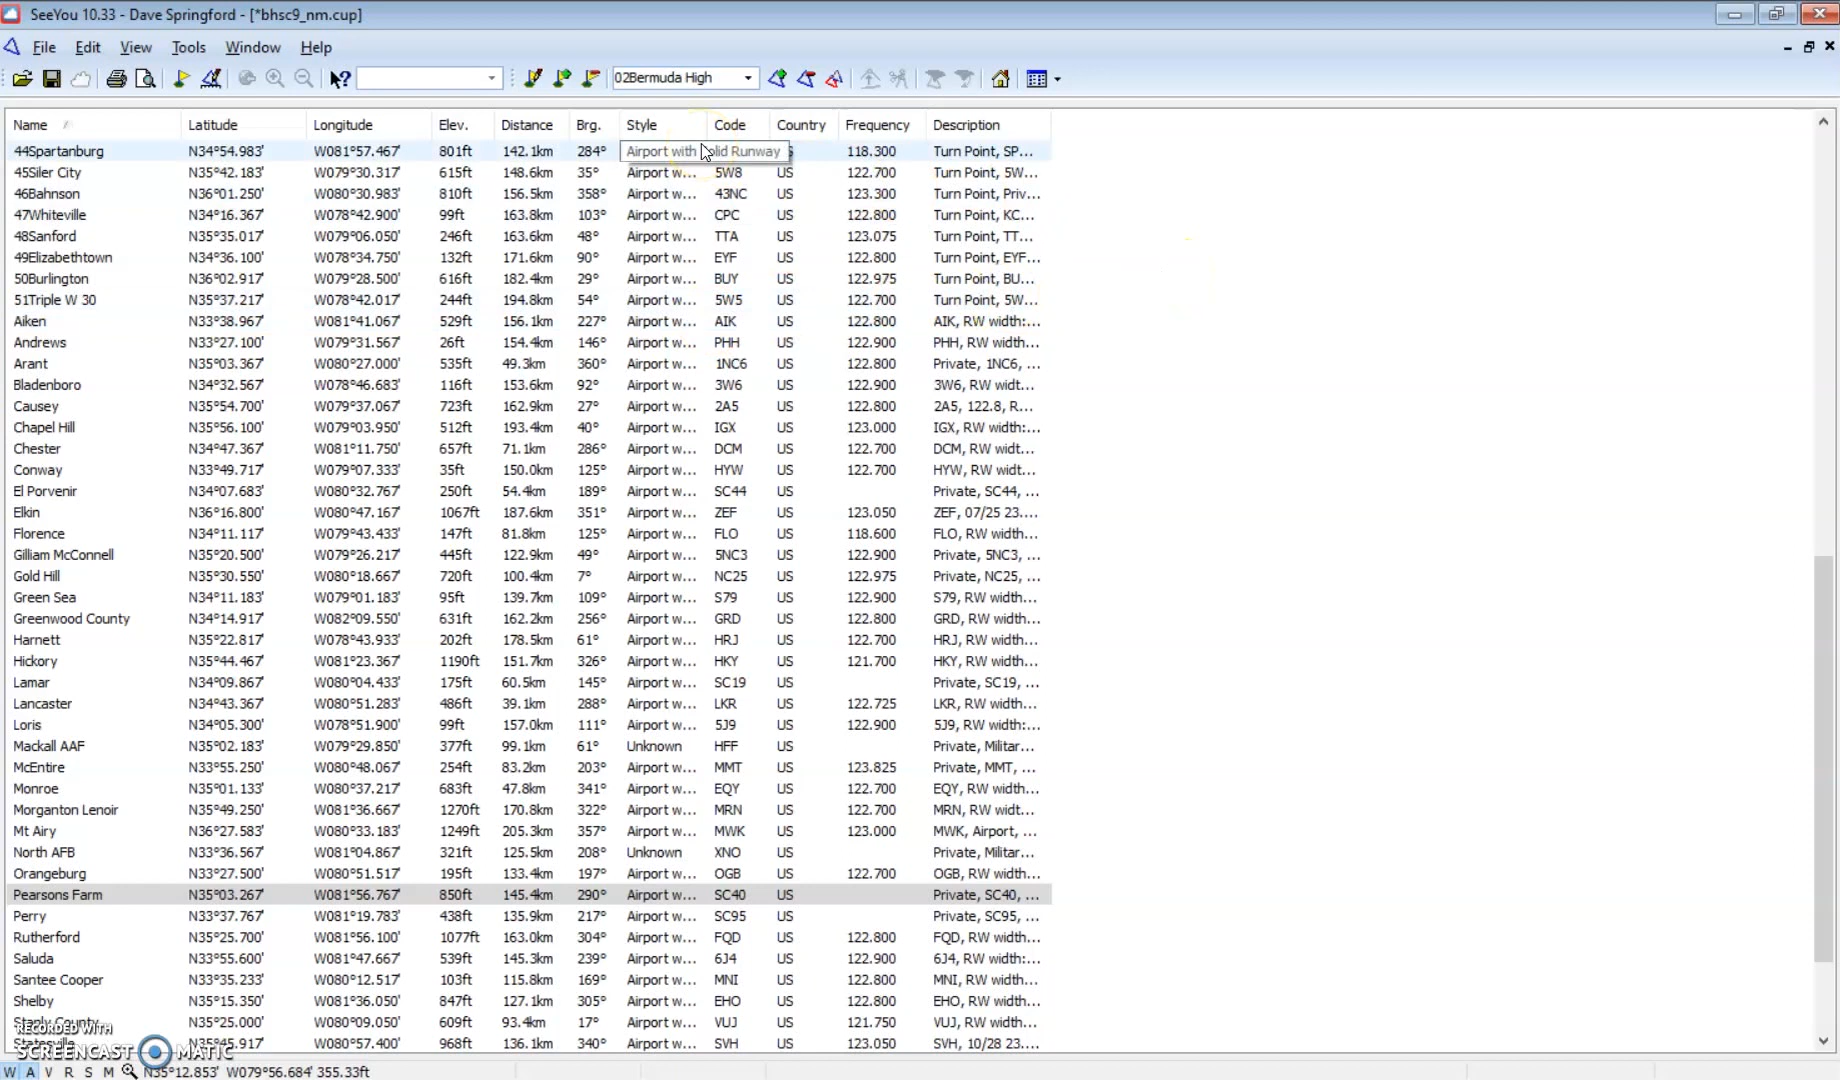 SeeYou 10.33 - Dave Springford - [*bhsc9_nm.cup]
File Edit View Tools Window Help
02Bermuda High
Name Latitude Longitude Elev. Distance Brg. Style Code Country Frequency Description
44Spartanburg N34°54.983' W081°57.467' 801ft 142.1km 284° Airport with Solid Runway 118.300 Turn Point, SP...
45Siler City N35°42.183' W079°30.317' 615ft 148.6km 35° Airport w... 5W8 US 122.700 Turn Point, 5W...
46Bahnson N36°01.250' W080°30.983' 810ft 156.5km 358° Airport w... 43NC US 123.300 Turn Point, Priv...
47Whiteville N34°16.367' W078°42.900' 99ft 163.8km 103° Airport w... CPC US 122.800 Turn Point, KC...
48Sanford N35°35.017' W079°06.050' 246ft 163.6km 48° Airport w... TTA US 123.075 Turn Point, TT...
49Elizabethtown N34°36.100' W078°34.750' 132ft 171.6km 90° Airport w... EYF US 122.800 Turn Point, EYF...
50Burlington N36°02.917' W079°28.500' 616ft 182.4km 29° Airport w... BUY US 122.975 Turn Point, BU...
51Triple W 30 N35°37.217' W078°42.017' 244ft 194.8km 54° Airport w... 5W5 US 122.700 Turn Point, 5W...
Aiken N33°38.967' W081°41.067' 529ft 156.1km 227° Airport w... AIK US 122.800 AIK, RW width:...
Andrews N33°27.100' W079°31.567' 26ft 154.4km 146° Airport w... PHH US 122.900 PHH, RW width:...
Arant N35°03.367' W080°27.000' 535ft 49.3km 360° Airport w... 1NC6 US 122.800 Private, 1NC6, ...
Bladenboro N34°32.567' W078°46.683' 116ft 153.6km 92° Airport w... 3W6 US 122.900 3W6, RW widt...
Causey N35°54.700' W079°37.067' 723ft 162.9km 27° Airport w... 2A5 US 122.800 2A5, 122.8, R...
Chapel Hill N35°56.100' W079°03.950' 512ft 193.4km 40° Airport w... IGX US 123.000 IGX, RW width:...
Chester N34°47.367' W081°11.750' 657ft 71.1km 286° Airport w... DCM US 122.700 DCM, RW widt...
Conway N33°49.717' W079°07.333' 35ft 150.0km 125° Airport w... HYW US 122.700 HYW, RW widt...
El Porvenir N34°07.683' W080°32.767' 250ft 54.4km 189° Airport w... SC44 US Private, SC44, ...
Elkin N36°16.800' W080°47.167' 1067ft 187.6km 351° Airport w... ZEF US 123.050 ZEF, 07/25 23....
Florence N34°11.117' W079°43.433' 147ft 81.8km 125° Airport w... FLO US 118.600 FLO, RW width...
Gilliam McConnell N35°20.500' W079°26.217' 445ft 122.9km 49° Airport w... 5NC3 US 122.900 Private, 5NC3, ...
Gold Hill N35°30.550' W080°18.667' 720ft 100.4km 7° Airport w... NC25 US 122.975 Private, NC25, ...
Green Sea N34°11.183' W079°01.183' 95ft 139.7km 109° Airport w... S79 US 122.900 S79, RW width...
Greenwood County N34°14.917' W082°09.550' 631ft 162.2km 256° Airport w... GRD US 122.800 GRD, RW width...
Harnett N35°22.817' W078°43.933' 202ft 178.5km 61° Airport w... HRJ US 122.700 HRJ, RW width...
Hickory N35°44.467' W081°23.367' 1190ft 151.7km 326° Airport w... HKY US 121.700 HKY, RW width...
Lamar N34°09.867' W080°04.433' 175ft 60.5km 145° Airport w... SC19 US Private, SC19, ...
Lancaster N34°43.367' W080°51.283' 486ft 39.1km 288° Airport w... LKR US 122.725 LKR, RW width...
Loris N34°05.300' W078°51.900' 99ft 157.0km 111° Airport w... 5J9 US 122.900 5J9, RW width:...
Mackall AAF N35°02.183' W079°29.850' 377ft 99.1km 61° Unknown HFF US Private, Militar...
McEntire N33°55.250' W080°48.067' 254ft 83.2km 203° Airport w... MMT US 123.825 Private, MMT, ...
Monroe N35°01.133' W080°37.217' 683ft 47.8km 341° Airport w... EQY US 122.700 EQY, RW width...
Morganton Lenoir N35°49.250' W081°36.667' 1270ft 170.8km 322° Airport w... MRN US 122.700 MRN, RW widt...
Mt Airy N36°27.583' W080°33.183' 1249ft 205.3km 357° Airport w... MWK US 123.000 MWK, Airport, ...
North AFB N33°36.567' W081°04.867' 321ft 125.5km 208° Unknown XNO US Private, Militar...
Orangeburg N33°27.500' W080°51.517' 195ft 133.4km 197° Airport w... OGB US 122.700 OGB, RW width...
Pearsons Farm N35°03.267' W081°56.767' 850ft 145.4km 290° Airport w... SC40 US Private, SC40, ...
Perry N33°37.767' W081°19.783' 438ft 135.9km 217° Airport w... SC95 US Private, SC95, ...
Rutherford N35°25.700' W081°56.100' 1077ft 163.0km 304° Airport w... FQD US 122.800 FQD, RW width...
Saluda N33°55.600' W081°47.667' 539ft 145.3km 239° Airport w... 6J4 US 122.900 6J4, RW width...
Santee Cooper N33°35.233' W080°12.517' 103ft 115.8km 169° Airport w... MNI US 122.800 MNI, RW width...
Shelby N35°15.350' W081°36.050' 847ft 127.1km 305° Airport w... EHO US 122.800 EHO, RW width...
Stanly County N35°25.000' W080°09.050' 609ft 93.4km 17° Airport w... VUJ US 121.750 VUJ, RW width...
RECORDED WITH
Statesville N35°45.917' W080°57.400' 968ft 136.1km 340° Airport w... SVH US 123.050 SVH, 10/28 23....
SCREENCAST MATIC
W A V R S M N35°12.853' W079°56.684' 355.33ft